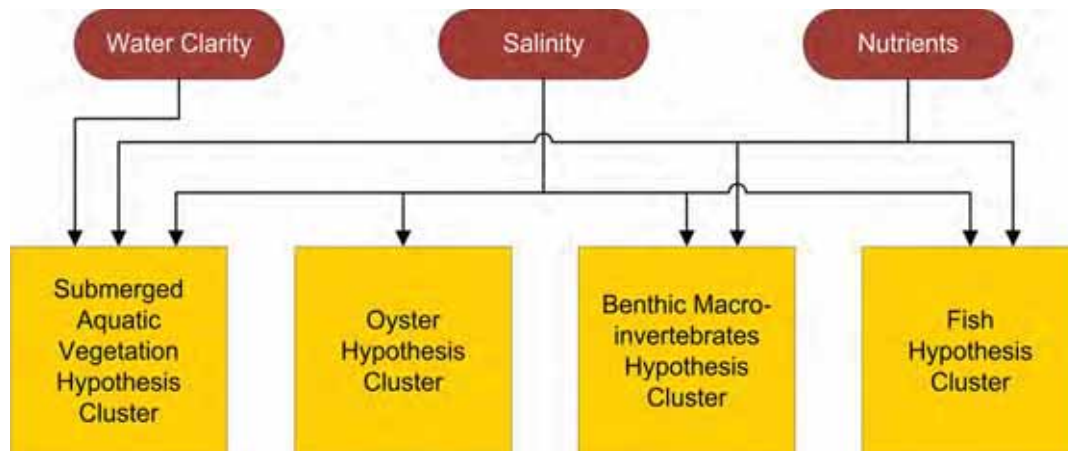 Water Clarity
Salinity
Nutrients
Submerged
Aquatic
Vegetation
Hypothesis
Cluster
Oyster
Hypothesis
Cluster
Benthic Macro-
invertebrates
Hypothesis
Cluster
Fish
Hypothesis
Cluster